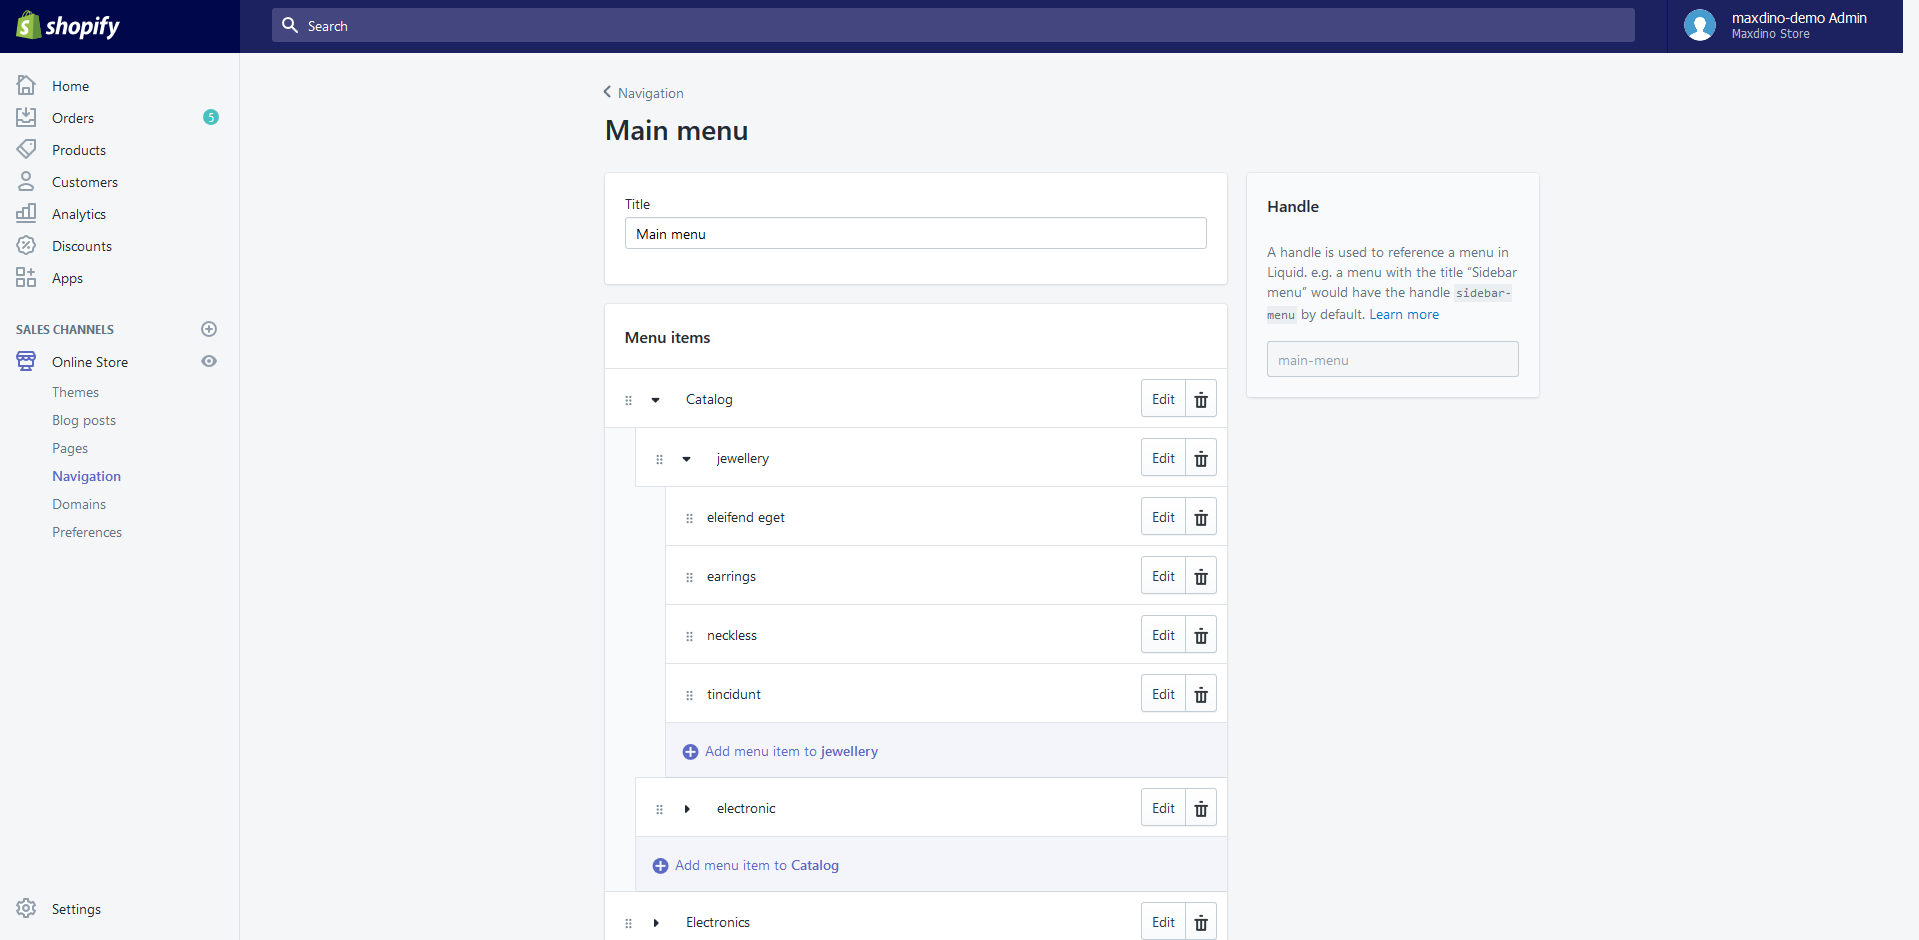 shopify
Search
maxdino-demo Admin
Maxdino Store
Home
Orders
5
Products
Customers
Analytics
Discounts
Apps
SALES CHANNELS
Online Store
Themes
Blog posts
Pages
Navigation
Domains
Preferences
Settings
Navigation
Main menu
Title
Main menu
Menu items
Catalog
Edit
jewellery
Edit
eleifend eget
Edit
earrings
Edit
neckless
Edit
tincidunt
Edit
Add menu item to jewellery
electronic
Edit
Add menu item to Catalog
Electronics
Edit
Handle
A handle is used to reference a menu in
Liquid. e.g. a menu with the title “Sidebar
menu” would have the handle sidebar-
menu by default. Learn more
main-menu